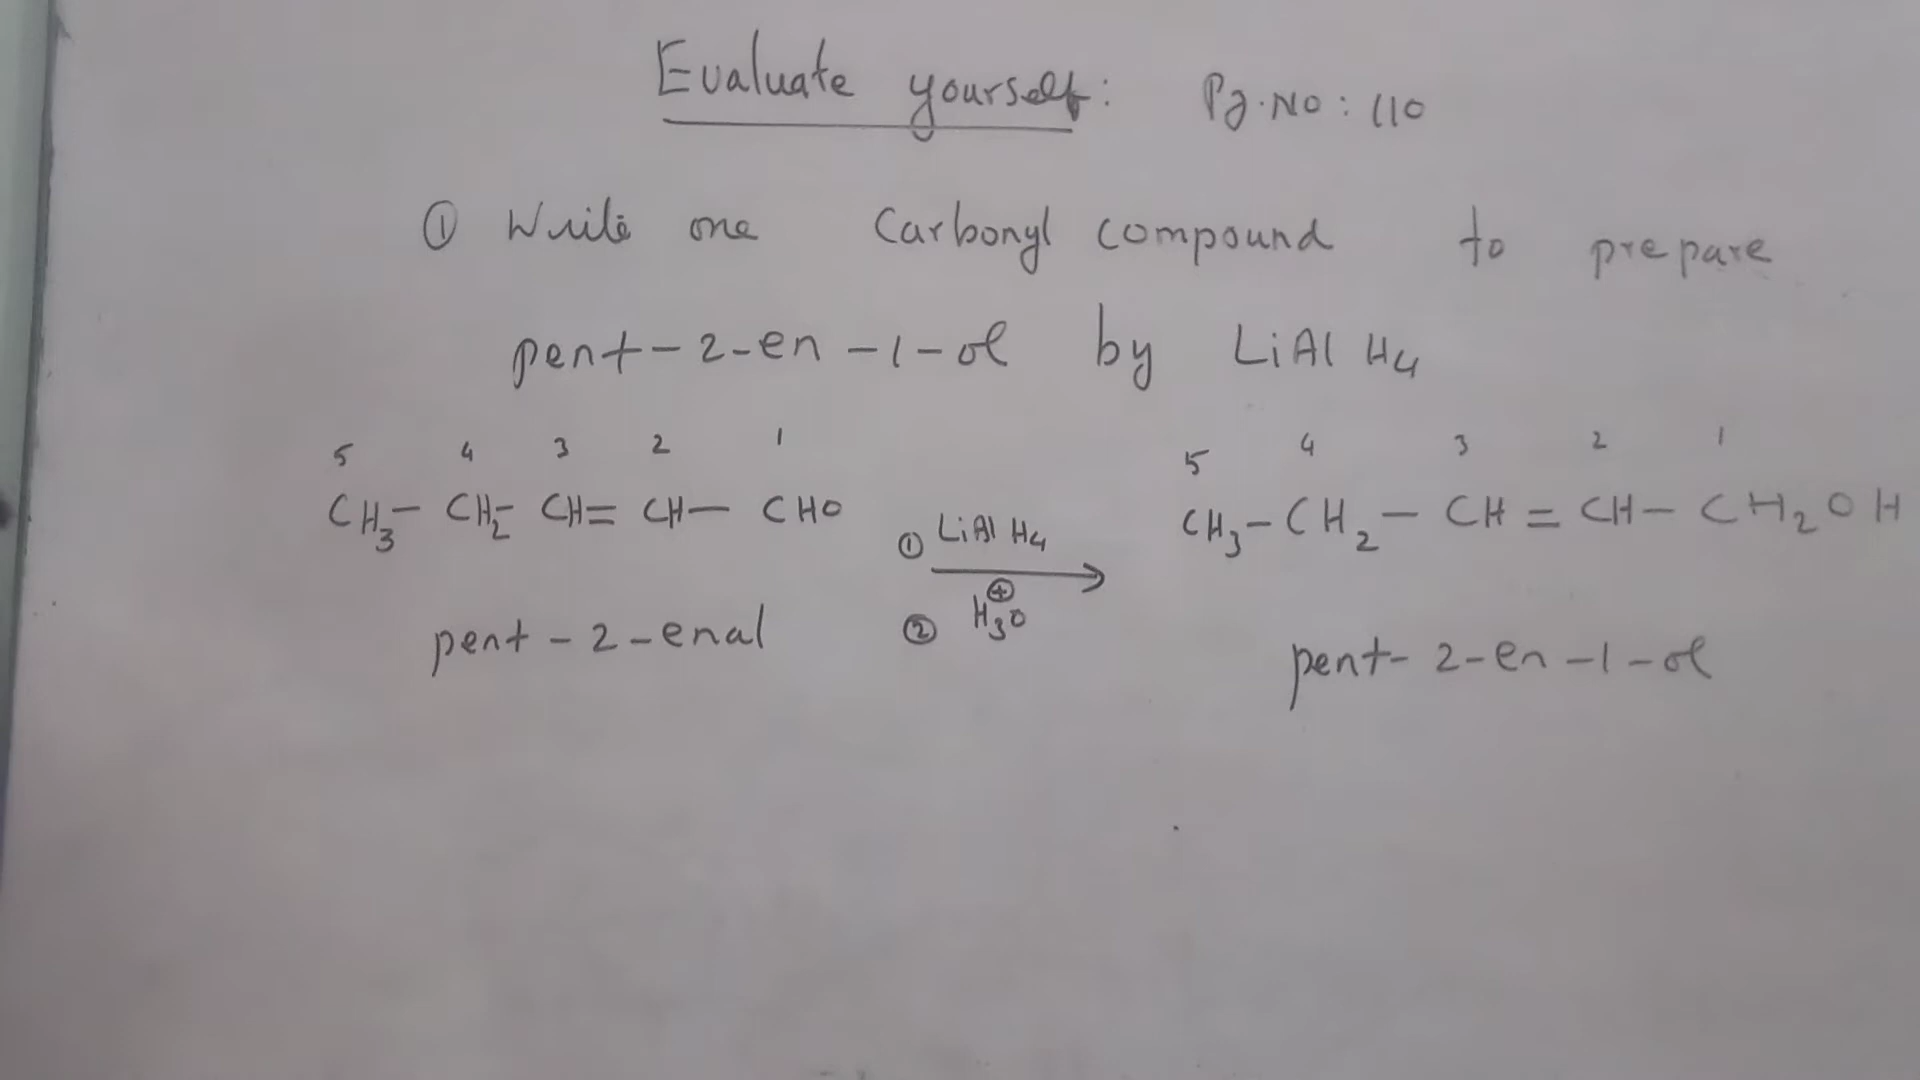 Evaluate yourself: Pg.No: 110
① Write one Carbonyl compound to prepare
pent-2-en-1-ol by LiAlH4
5 4 3 2 1
CH3-CH2-CH=CH-CHO
① LiAlH4
② H3O⊕
5 4 3 2 1
CH3-CH2-CH=CH-CH2OH
pent-2-enal
pent-2-en-1-ol